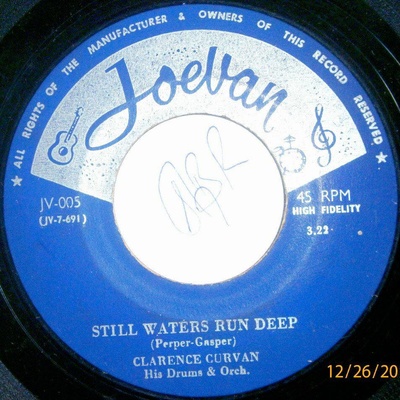 ★ ALL RIGHTS OF THE MANUFACTURER & OWNERS OF THIS RECORD RESERVED ★
Joevan
JV-005
(JV-7-691)
45 RPM
HIGH FIDELITY
3.22
STILL WATERS RUN DEEP
(Perper-Gasper)
CLARENCE CURVAN
His Drums & Orch.
12/26/20